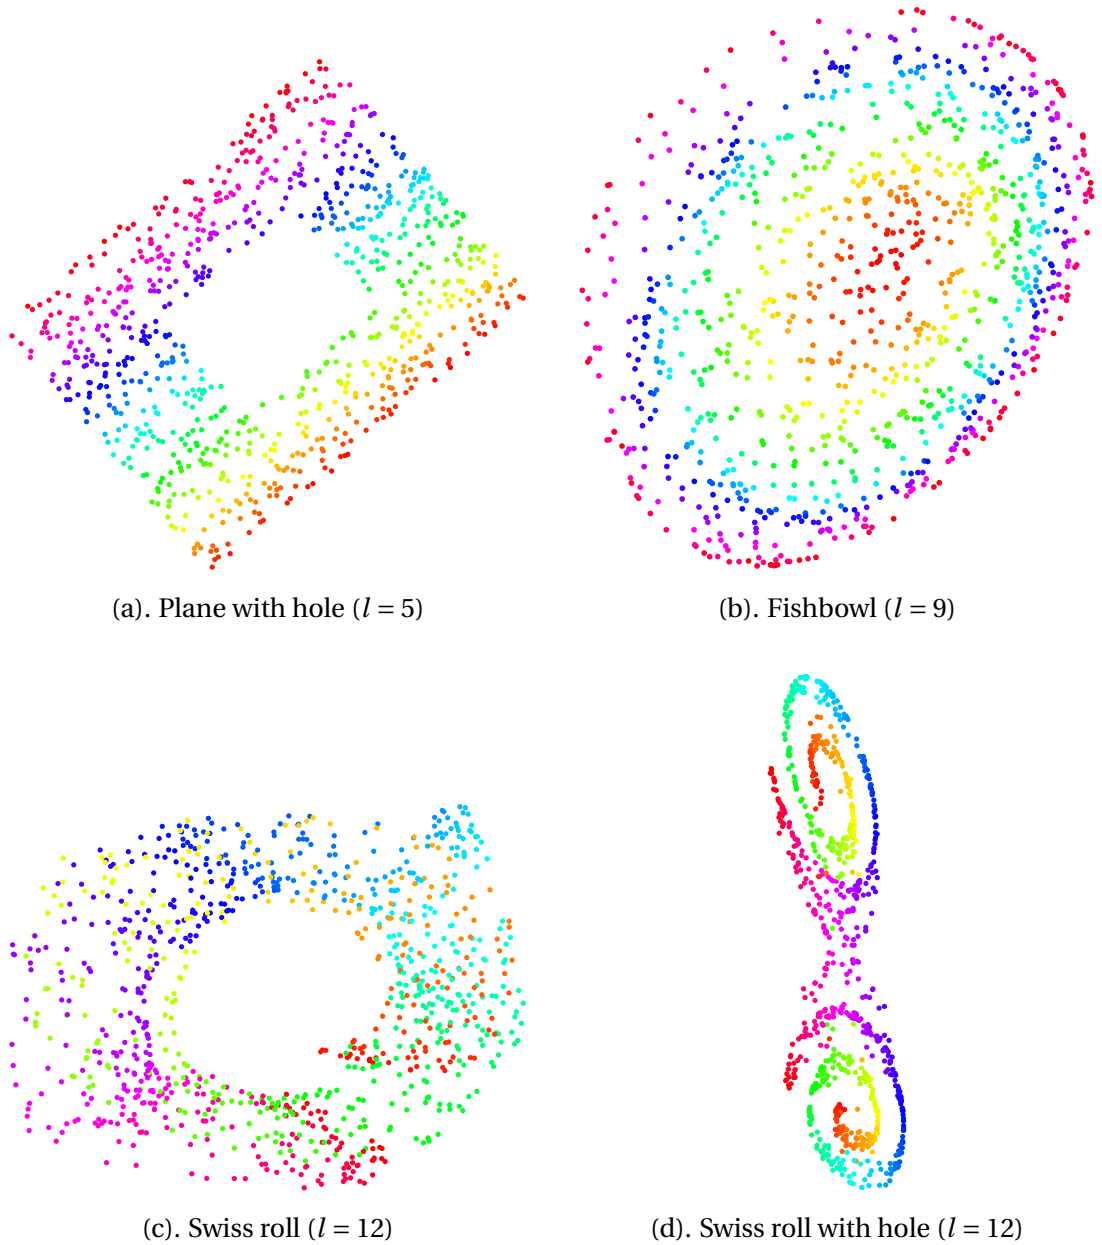 (a). Plane with hole (l = 5)
(b). Fishbowl (l = 9)
(c). Swiss roll (l = 12)
(d). Swiss roll with hole (l = 12)